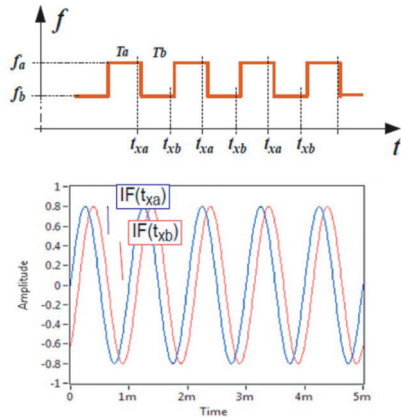 f
Ta Tb
fa
fb
txa txb txa txb txa txb t
1
0.8
0.6
0.4
0.2
0
-0.2
-0.4
-0.6
-0.8
-1
Amplitude
IF(txa)
IF(txb)
0 1m 2m 3m 4m 5m
Time